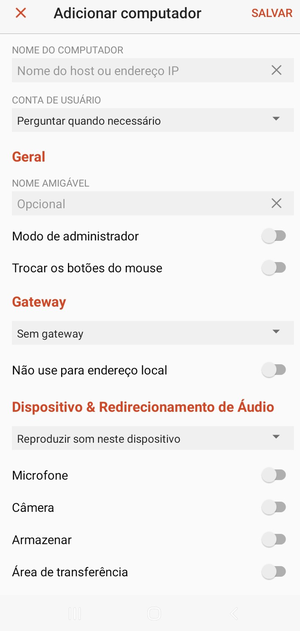 Adicionar computador
SALVAR
NOME DO COMPUTADOR
Nome do host ou endereço IP
CONTA DE USUÁRIO
Perguntar quando necessário
Geral
NOME AMIGÁVEL
Opcional
Modo de administrador
Trocar os botões do mouse
Gateway
Sem gateway
Não use para endereço local
Dispositivo & Redirecionamento de Áudio
Reproduzir som neste dispositivo
Microfone
Câmera
Armazenar
Área de transferência